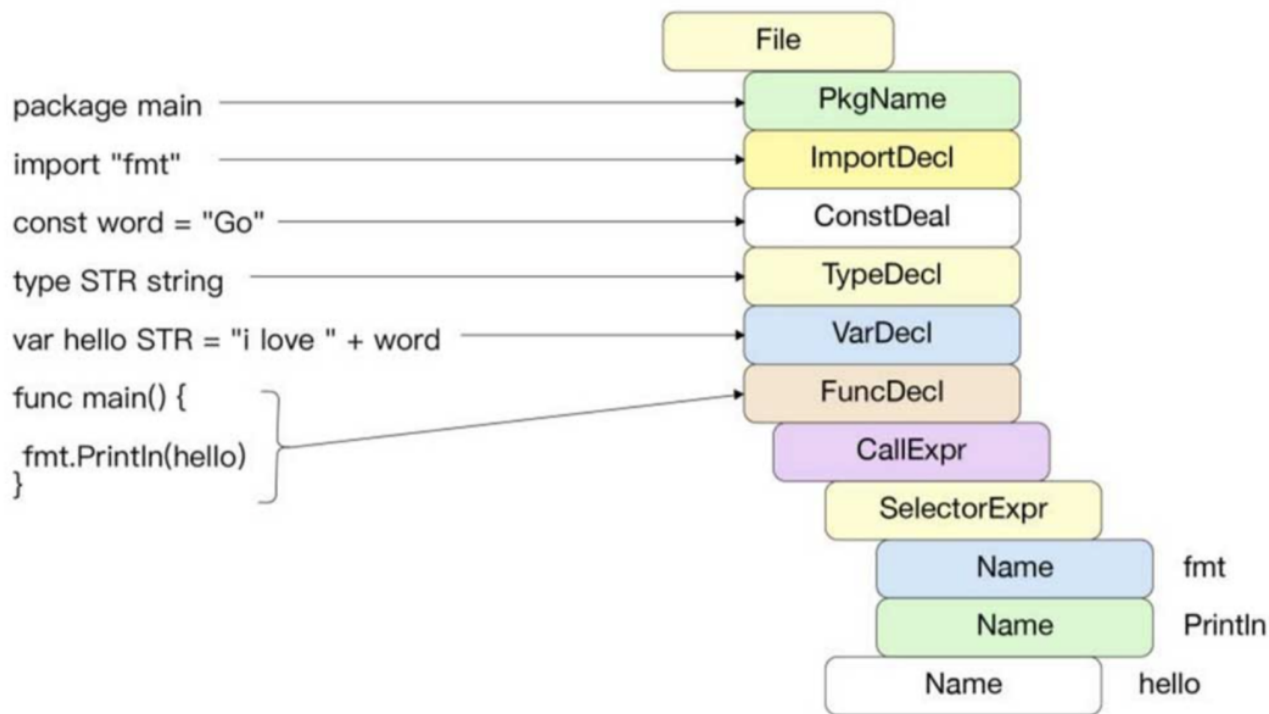 File
package main
PkgName
import "fmt"
ImportDecl
const word = "Go"
ConstDeal
type STR string
TypeDecl
var hello STR = "i love " + word
VarDecl
func main() {
FuncDecl
fmt.Println(hello)
CallExpr
}
SelectorExpr
Name fmt
Name Println
Name hello